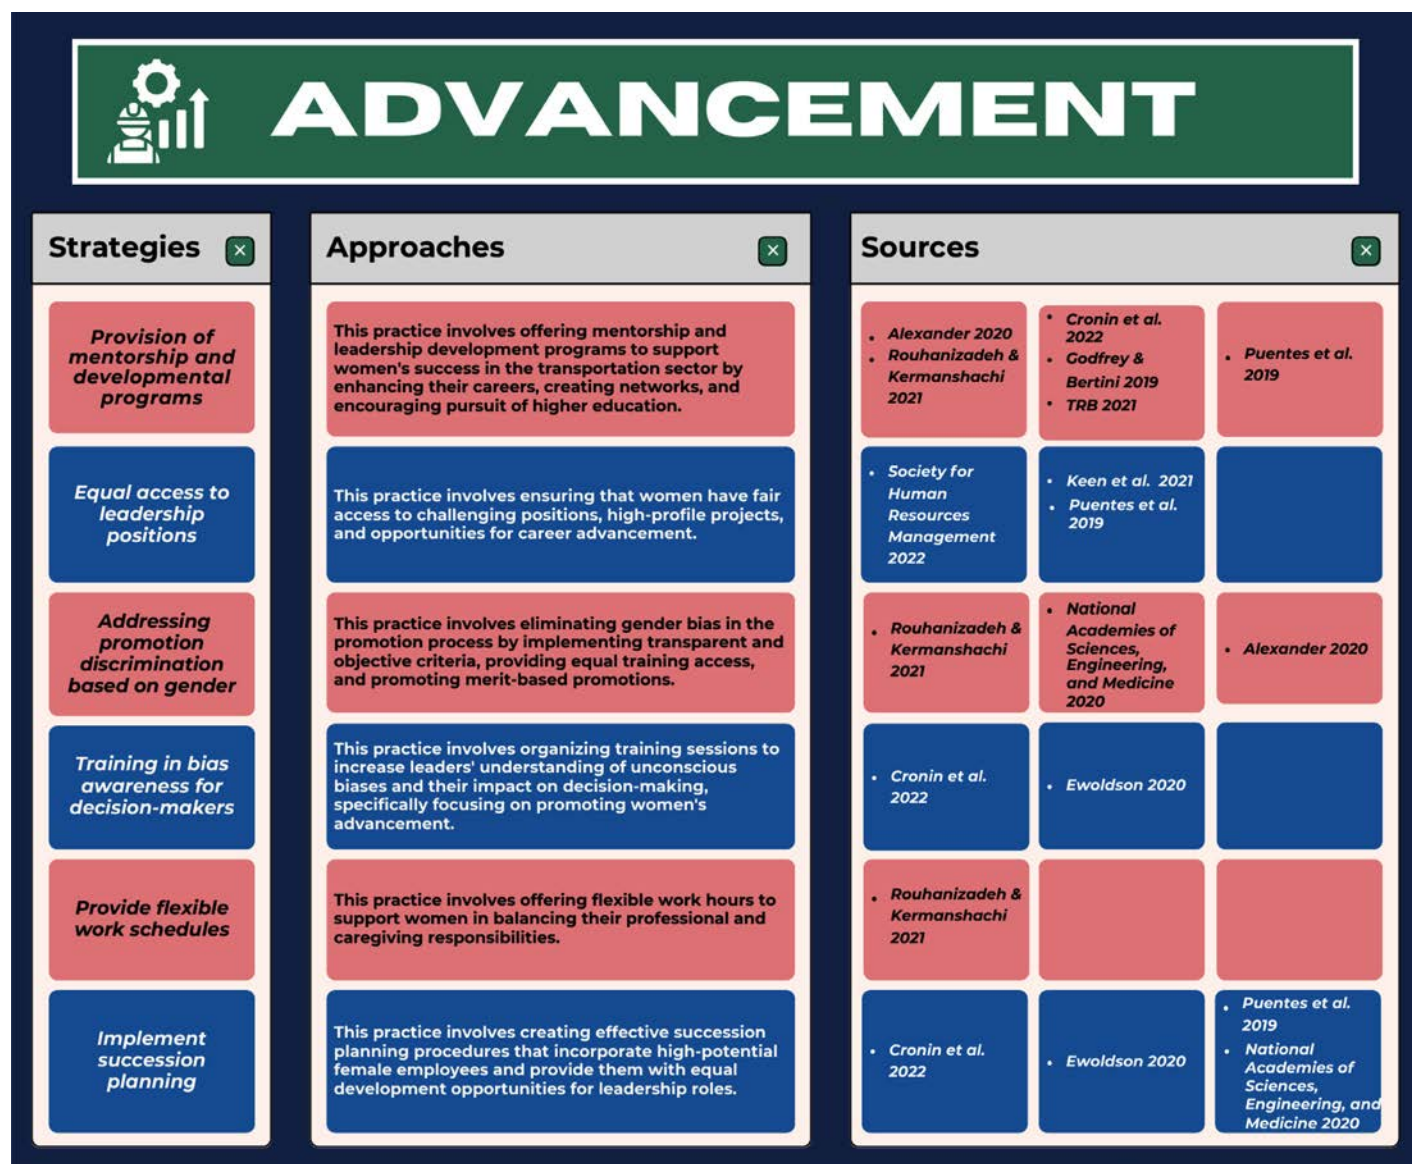 ADVANCEMENT
Strategies
Approaches
Sources
Provision of
mentorship and
developmental
programs
This practice involves offering mentorship and
leadership development programs to support
women's success in the transportation sector by
enhancing their careers, creating networks, and
encouraging pursuit of higher education.
• Alexander 2020
• Rouhanizadeh &
Kermanshachi
2021
• Cronin et al.
2022
• Godfrey &
Bertini 2019
• TRB 2021
• Puentes et al.
2019
Equal access to
leadership
positions
This practice involves ensuring that women have fair
access to challenging positions, high-profile projects,
and opportunities for career advancement.
• Society for
Human
Resources
Management
2022
• Keen et al. 2021
• Puentes et al.
2019
Addressing
promotion
discrimination
based on gender
This practice involves eliminating gender bias in the
promotion process by implementing transparent and
objective criteria, providing equal training access,
and promoting merit-based promotions.
• Rouhanizadeh &
Kermanshachi
2021
• National
Academies of
Sciences,
Engineering,
and Medicine
2020
• Alexander 2020
Training in bias
awareness for
decision-makers
This practice involves organizing training sessions to
increase leaders' understanding of unconscious
biases and their impact on decision-making,
specifically focusing on promoting women's
advancement.
• Cronin et al.
2022
• Ewoldson 2020
Provide flexible
work schedules
This practice involves offering flexible work hours to
support women in balancing their professional and
caregiving responsibilities.
• Rouhanizadeh &
Kermanshachi
2021
Implement
succession
planning
This practice involves creating effective succession
planning procedures that incorporate high-potential
female employees and provide them with equal
development opportunities for leadership roles.
• Cronin et al.
2022
• Ewoldson 2020
• Puentes et al.
2019
• National
Academies of
Sciences,
Engineering, and
Medicine 2020